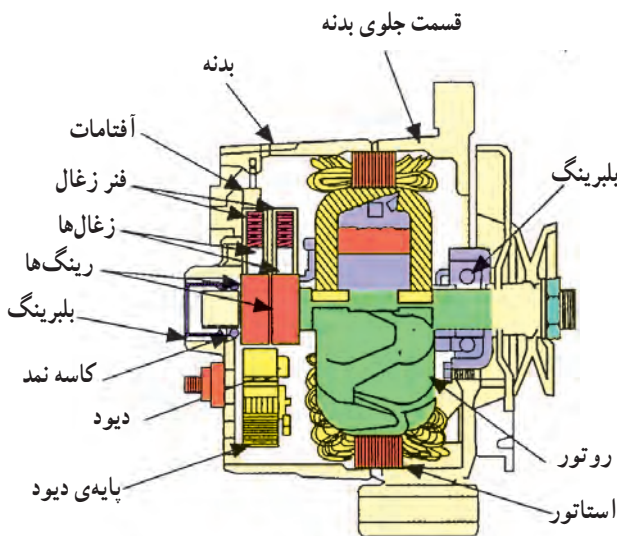 قسمت جلوی بدنه
بدنه
آفتامات
فنر زغال
زغال‌ها
رینگ‌ها
بلبرینگ
کاسه نمد
دیود
پایه‌ی دیود
بلبرینگ
روتور
استاتور